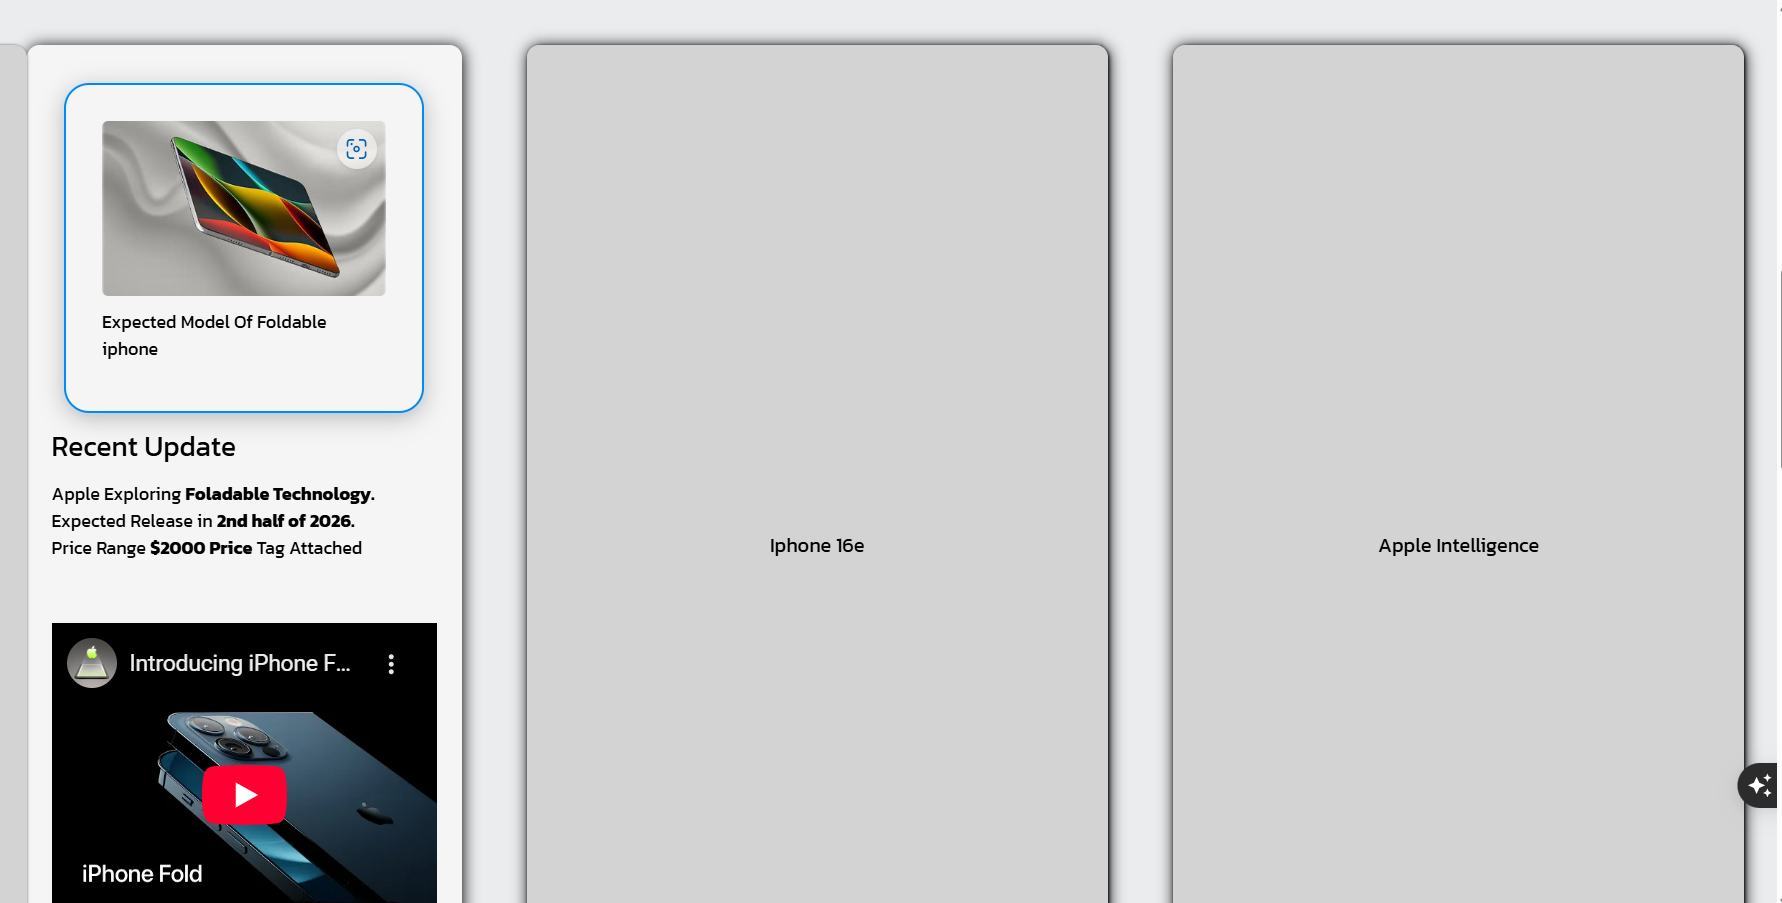 Expected Model Of Foldable
iphone
Recent Update
Apple Exploring Foladable Technology.
Expected Release in 2nd half of 2026.
Price Range $2000 Price Tag Attached
Introducing iPhone F...
iPhone Fold
Iphone 16e
Apple Intelligence